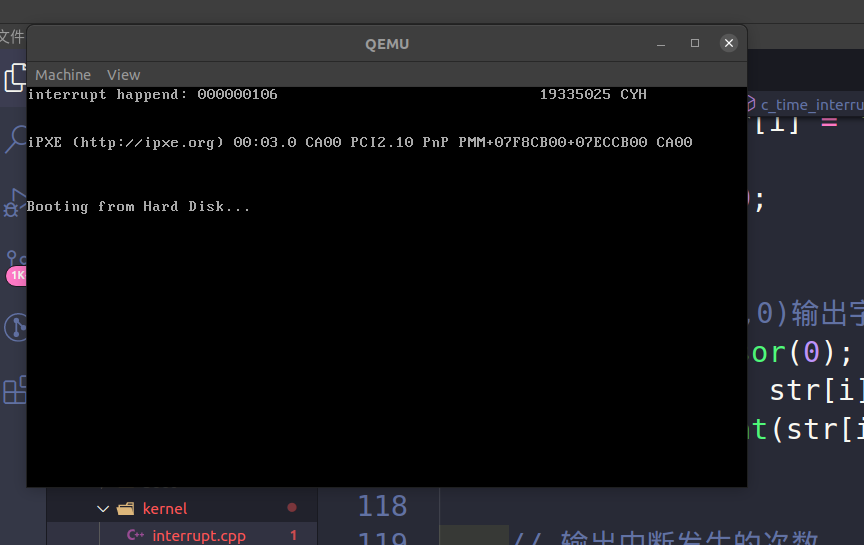 文件
QEMU
Machine View
interrupt happend: 000000106 19335025 CYH
iPXE (http://ipxe.org) 00:03.0 CA00 PCI2.10 PnP PMM+07F8CB00+07ECCB00 CA00
Booting from Hard Disk...
c_time_interru
[i] =
;
,0)输出字
or(0);
str[i]
t(str[i
1K
kernel
interrupt.cpp 1
118
119 // 输出中断发生的次数